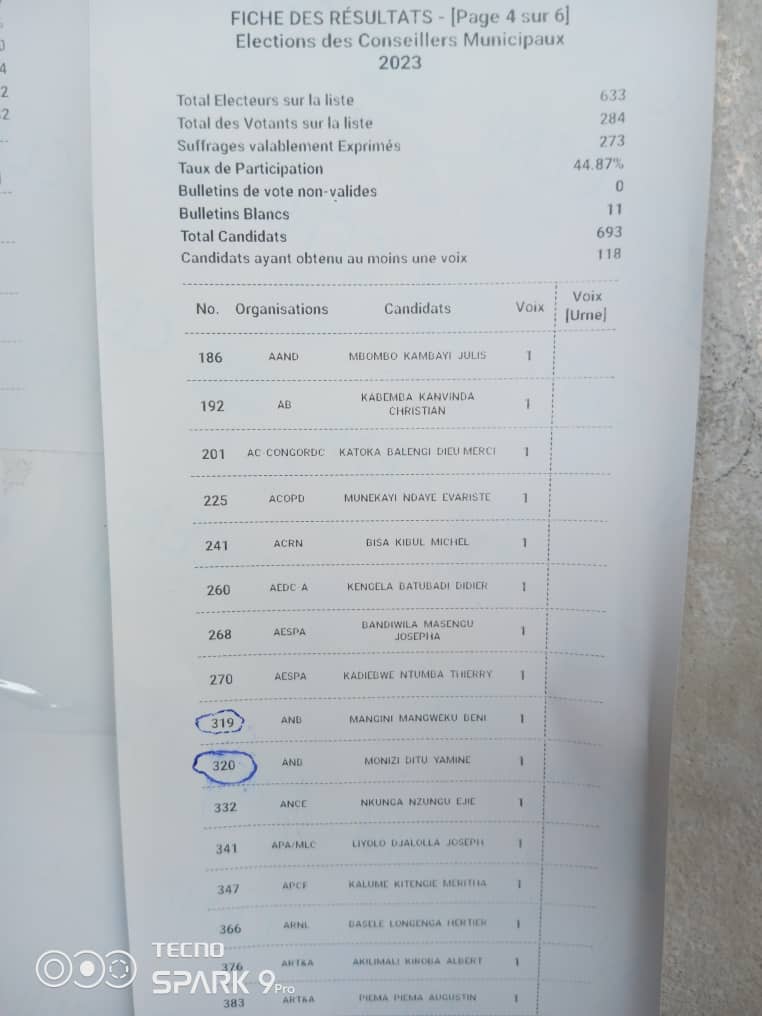 FICHE DES RÉSULTATS - [Page 4 sur 6]
Elections des Conseillers Municipaux
2023
Total Electeurs sur la liste 633
Total des Votants sur la liste 284
Suffrages valablement Exprimés 273
Taux de Participation 44.87%
Bulletins de vote non-valides 0
Bulletins Blancs 11
Total Candidats 693
Candidats ayant obtenu au moins une voix 118
No. Organisations Candidats Voix Voix [Urne]
186 AAND MBOMBO KAMBAYI JULIS 1
192 AB KABEMBA KANVINDA CHRISTIAN 1
201 AC-CONGORDC KATOKA BALENGI DIEU MERCI 1
225 ACOPD MUNEKAYI NDAYE EVARISTE 1
241 ACRN BISA KIBUL MICHEL 1
260 AEDC-A KENGELA BATUBADI DIDIER 1
268 AESPA BANDIWILA MASENGU JOSEPHA 1
270 AESPA KADIEBWE NTUMBA THIERRY 1
319 ANB MANGINI MANGWEKU BENI 1
320 ANB MONIZI DITU YAMINE 1
332 ANCE NKUNGA NZUNGU EJIE 1
341 APA/MLC LIYOLO DJALOLLA JOSEPH 1
347 APCF KALUME KITENGIE MERITHA 1
366 ARNL BASELE LONGENGA HERTIER 1
376 ART&A AKILIMALI KIROBA ALBERT 1
383 ART&A PIEMA PIEMA AUGUSTIN 1
TECNO
SPARK 9Pro